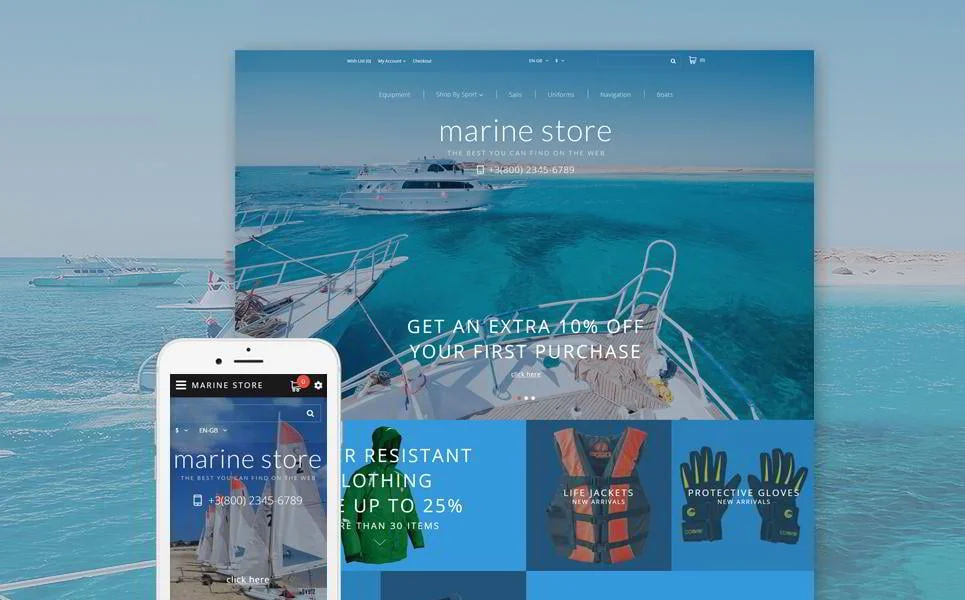 Wish List (0) My Account Checkout EN-GB $ (0)
Equipment Shop By Sport Sails Uniforms Navigation Boats
marine store
THE BEST YOU CAN FIND ON THE WEB
+3(800) 2345-6789
GET AN EXTRA 10% OFF
YOUR FIRST PURCHASE
click here
MARINE STORE 0
$ EN-GB
marine store
THE BEST YOU CAN FIND ON THE WEB
+3(800) 2345-6789
click here
R RESISTANT
LOTHING
E UP TO 25%
RE THAN 30 ITEMS
LIFE JACKETS
NEW ARRIVALS
PROTECTIVE GLOVES
NEW ARRIVALS